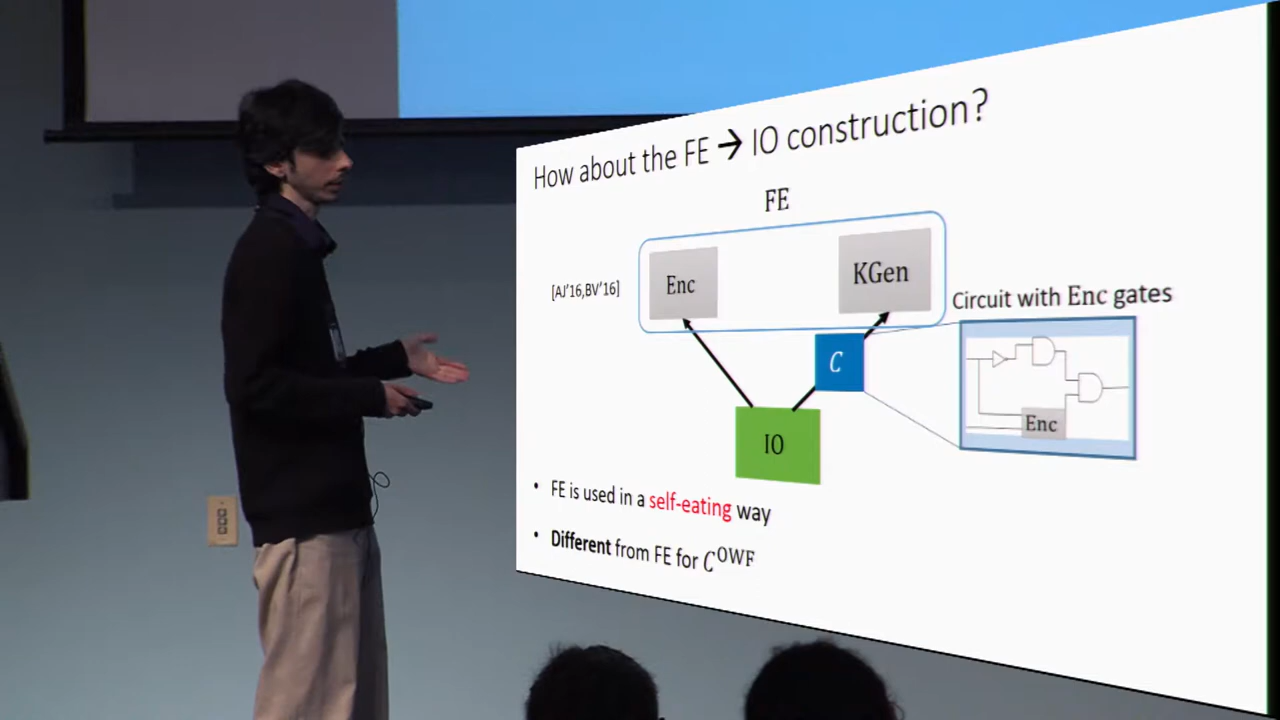 How about the FE → IO construction?
FE
Enc
KGen
[AJ'16,BV'16]
Circuit with Enc gates
C
Enc
IO
• FE is used in a self-eating way
• Different from FE for C^OWF